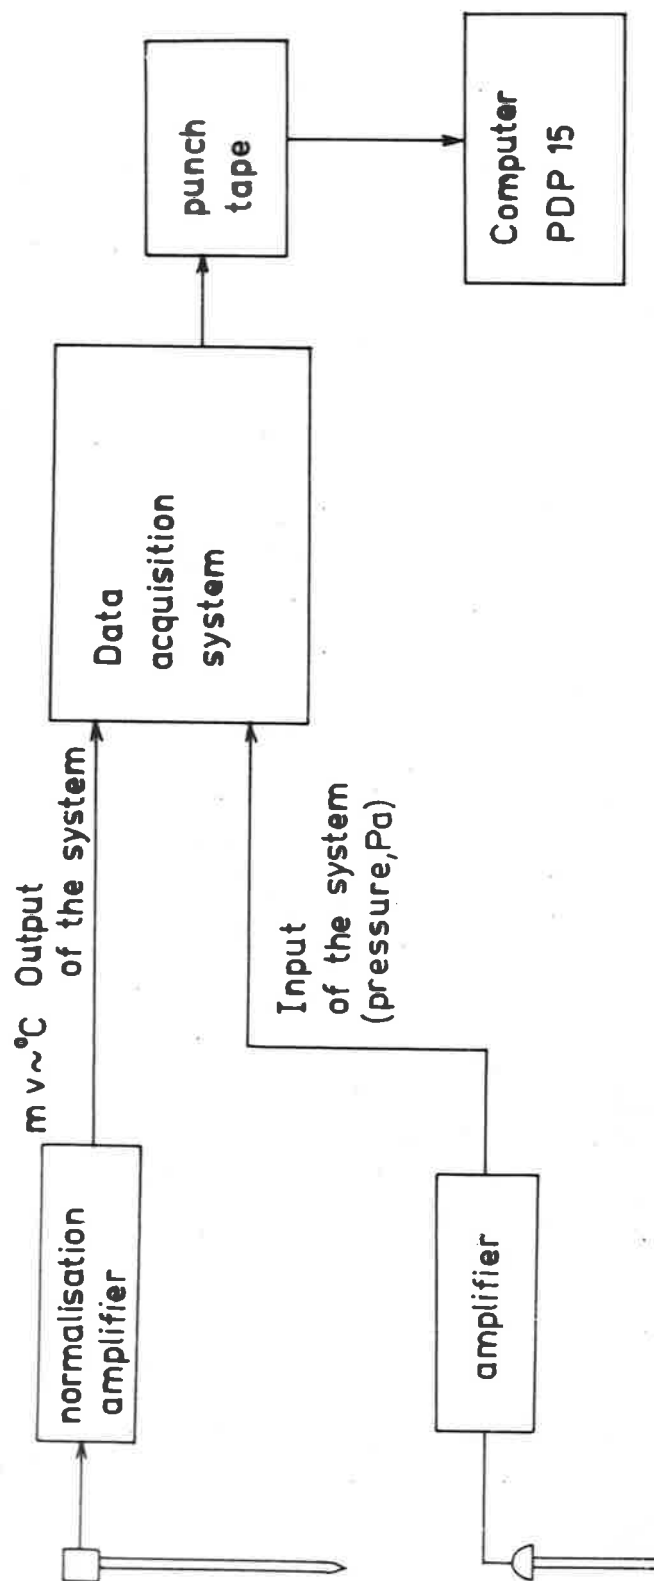 normalisation
amplifier
m v~°C Output
of the system
Data
acquisition
system
punch
tape
Computer
PDP 15
Input
of the system
(pressure,Pa)
amplifier